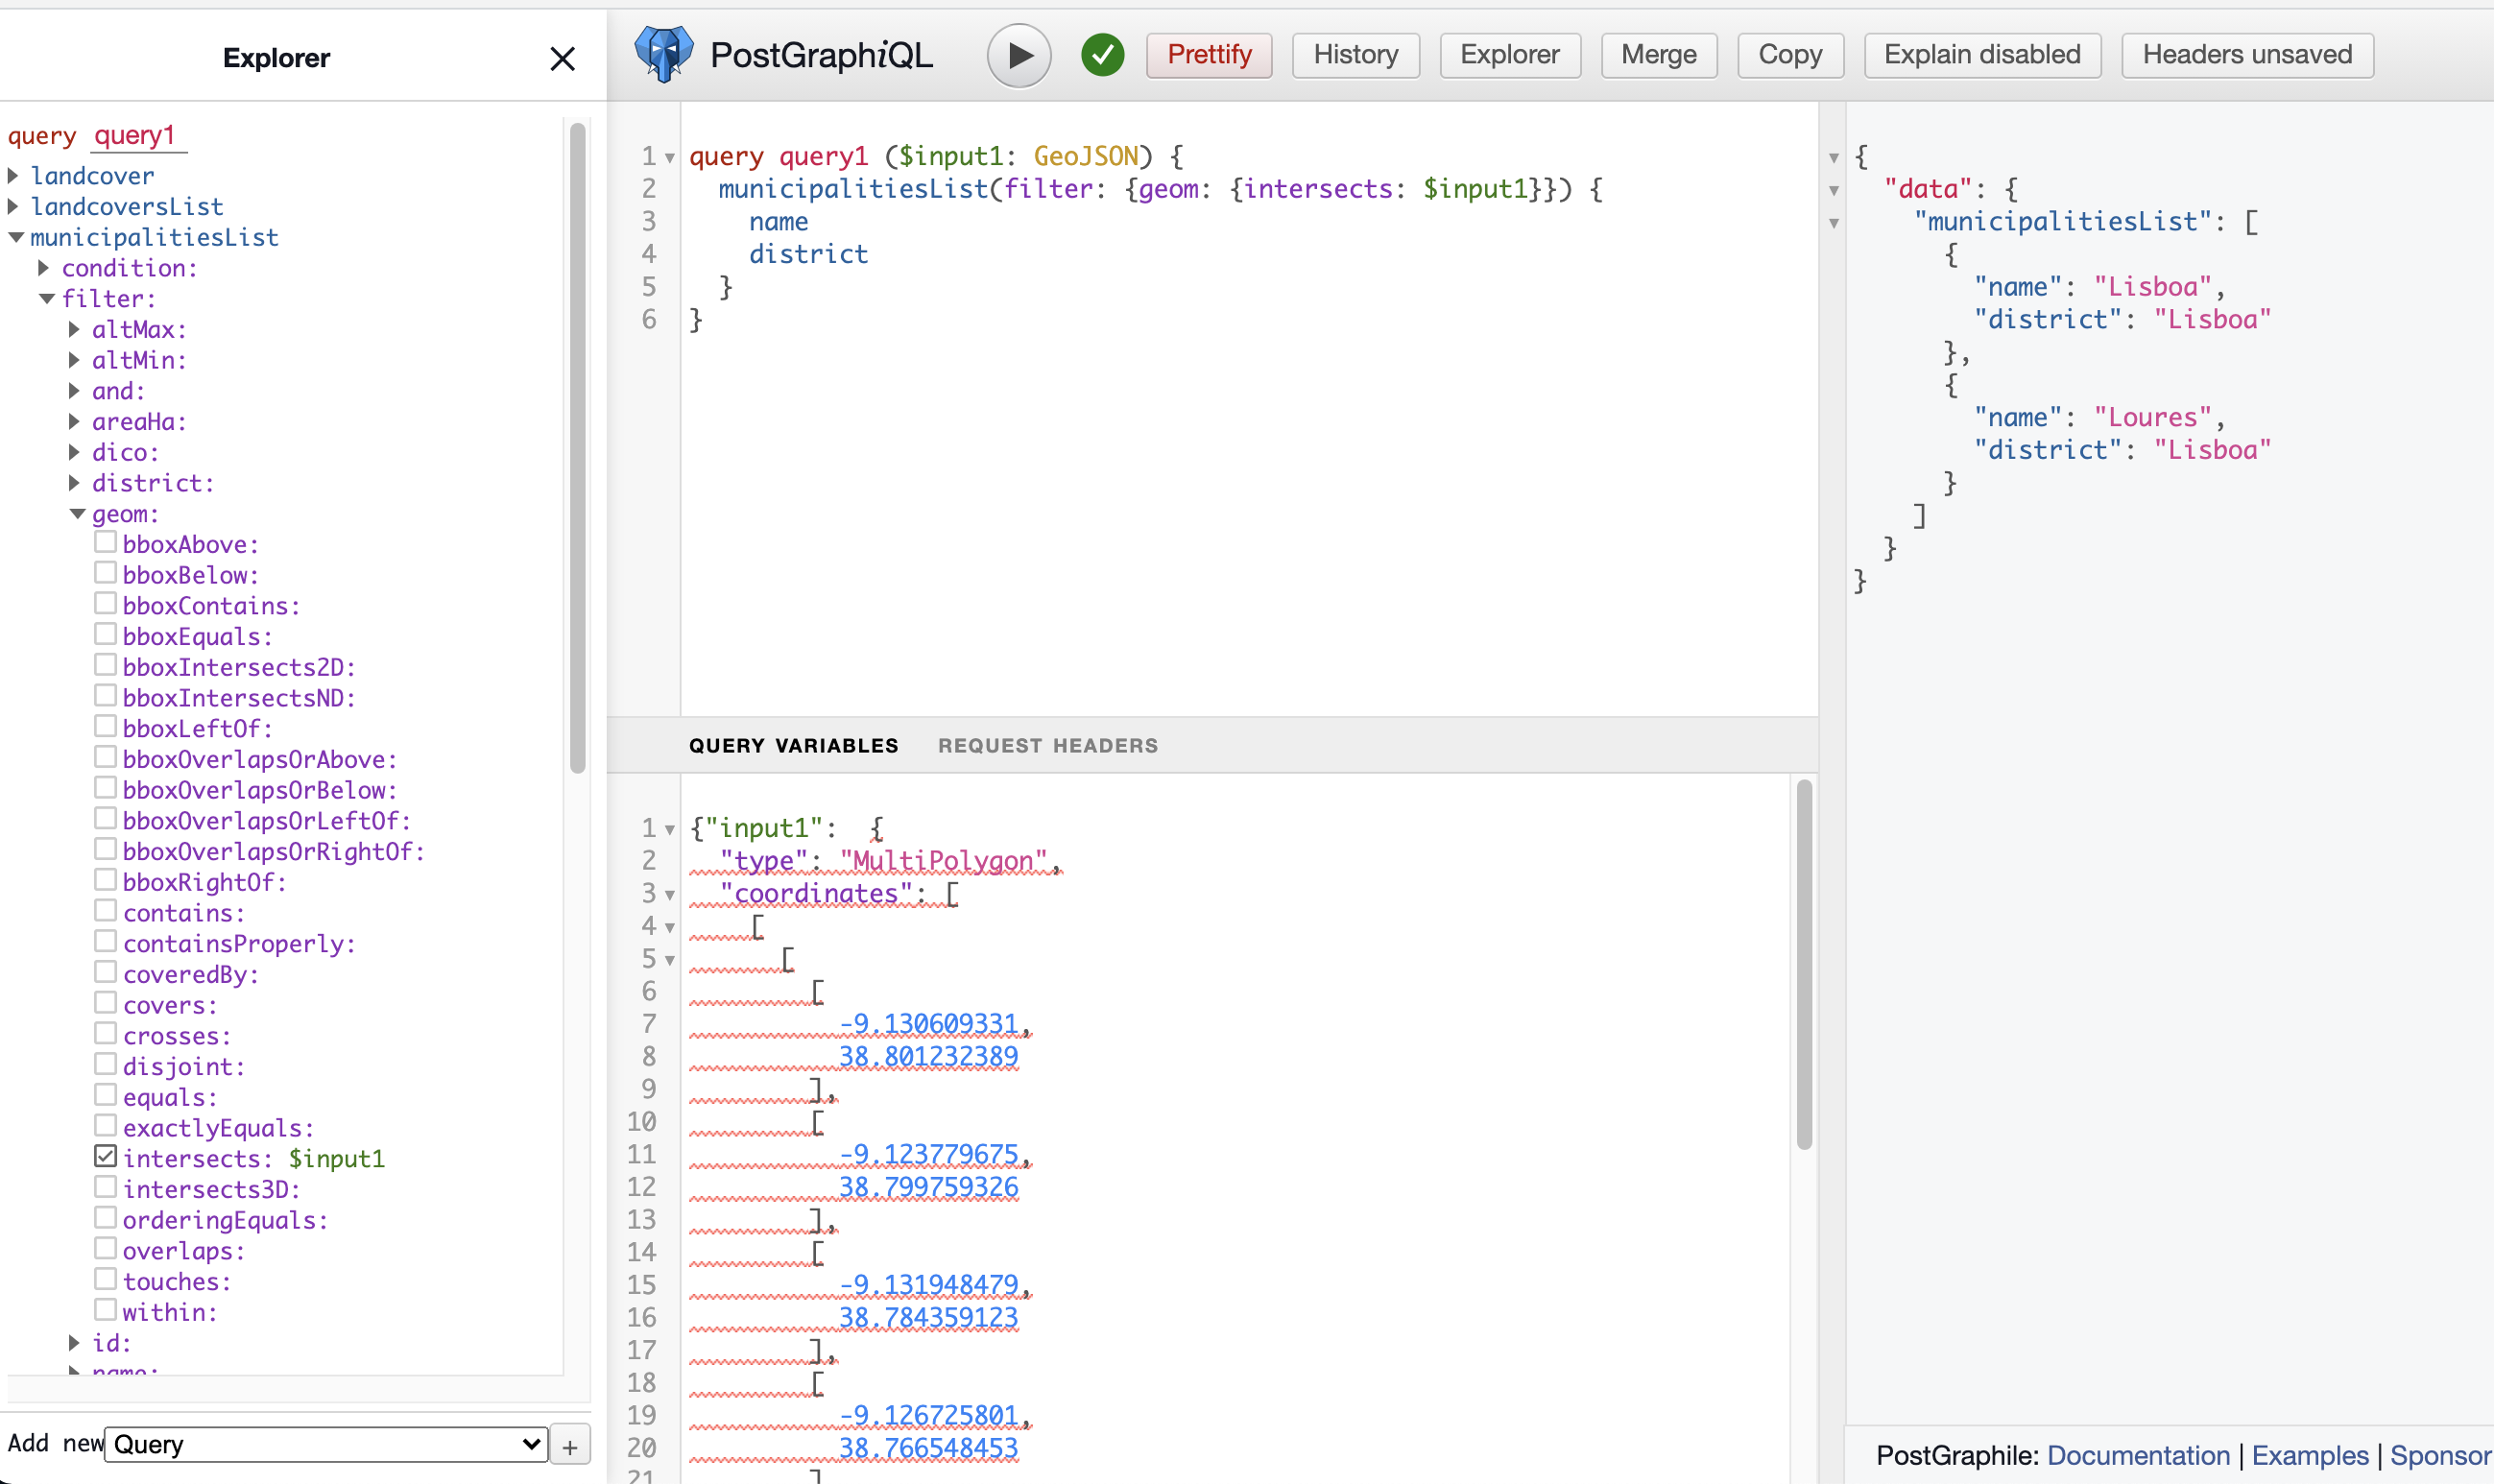 Explorer
query query1
landcover
landcoversList
municipalitiesList
condition:
filter:
altMax:
altMin:
and:
areaHa:
dico:
district:
geom:
bboxAbove:
bboxBelow:
bboxContains:
bboxEquals:
bboxIntersects2D:
bboxIntersectsND:
bboxLeftOf:
bboxOverlapsOrAbove:
bboxOverlapsOrBelow:
bboxOverlapsOrLeftOf:
bboxOverlapsOrRightOf:
bboxRightOf:
contains:
containsProperly:
coveredBy:
covers:
crosses:
disjoint:
equals:
exactlyEquals:
intersects: $input1
intersects3D:
orderingEquals:
overlaps:
touches:
within:
id:
name:
Add new Query +
PostGraphiQL Prettify History Explorer Merge Copy Explain disabled Headers unsaved
1 query query1 ($input1: GeoJSON) {
2 municipalitiesList(filter: {geom: {intersects: $input1}}) {
3 name
4 district
5 }
6 }
QUERY VARIABLES REQUEST HEADERS
1 {"input1": {
2 "type": "MultiPolygon",
3 "coordinates": [
4 [
5 [
6 [
7 -9.130609331,
8 38.801232389
9 ],
10 [
11 -9.123779675,
12 38.799759326
13 ],
14 [
15 -9.131948479,
16 38.784359123
17 ],
18 [
19 -9.126725801,
20 38.766548453
21 ]
{
"data": {
"municipalitiesList": [
{
"name": "Lisboa",
"district": "Lisboa"
},
{
"name": "Loures",
"district": "Lisboa"
}
]
}
}
PostGraphile: Documentation | Examples | Sponsor